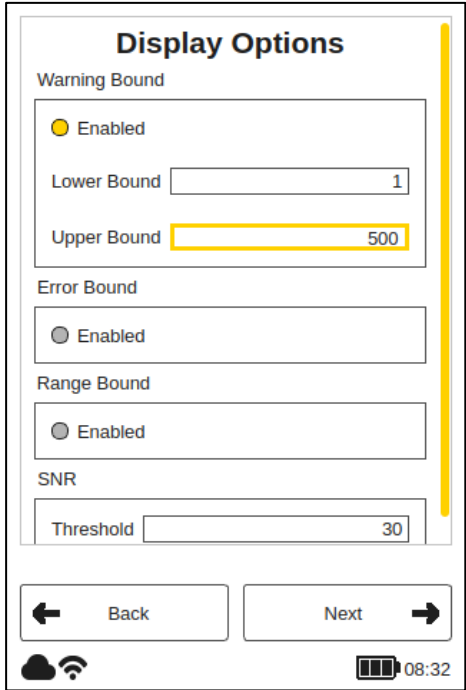 Display Options
Warning Bound
Enabled
Lower Bound 1
Upper Bound 500
Error Bound
Enabled
Range Bound
Enabled
SNR
Threshold 30
Back Next
08:32